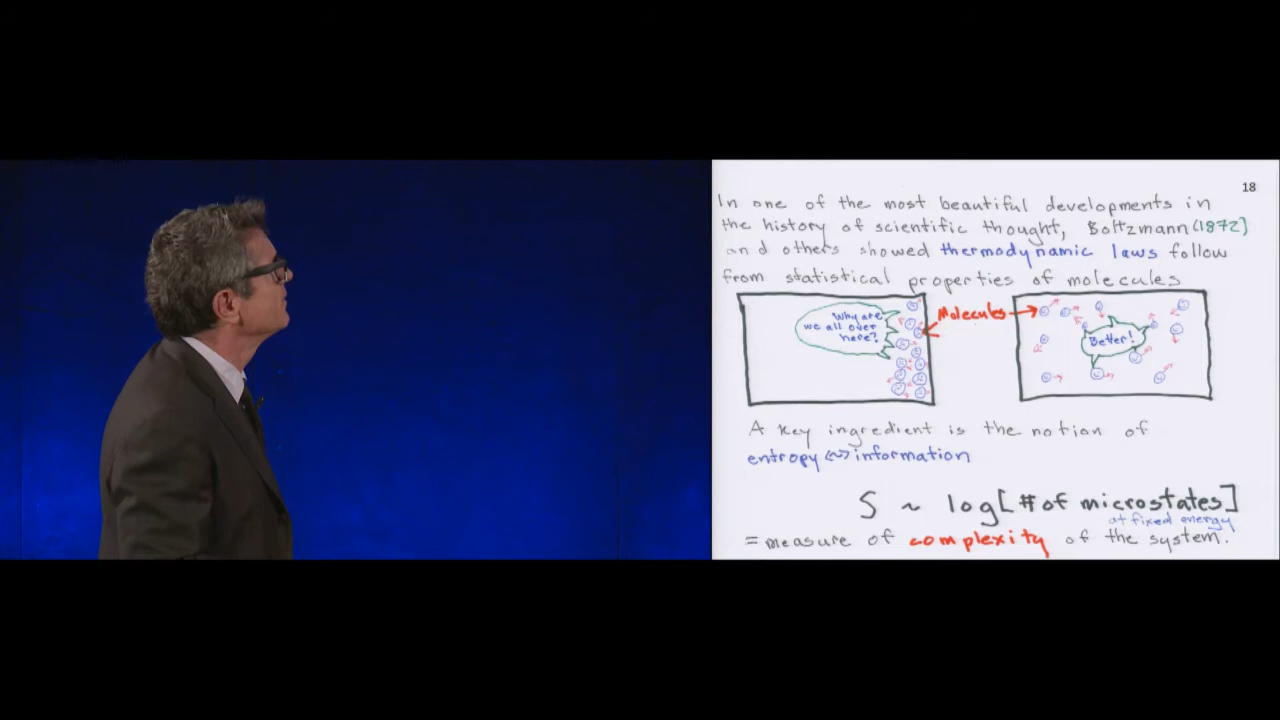 18
In one of the most beautiful developments in
the history of scientific thought, Boltzmann (1872)
and others showed thermodynamic laws follow
from statistical properties of molecules
Why are
we all over
here?
Molecules
Better!
A key ingredient is the notion of
entropy ↔ information
S ~ log[# of microstates]
at fixed energy
= measure of complexity of the system.